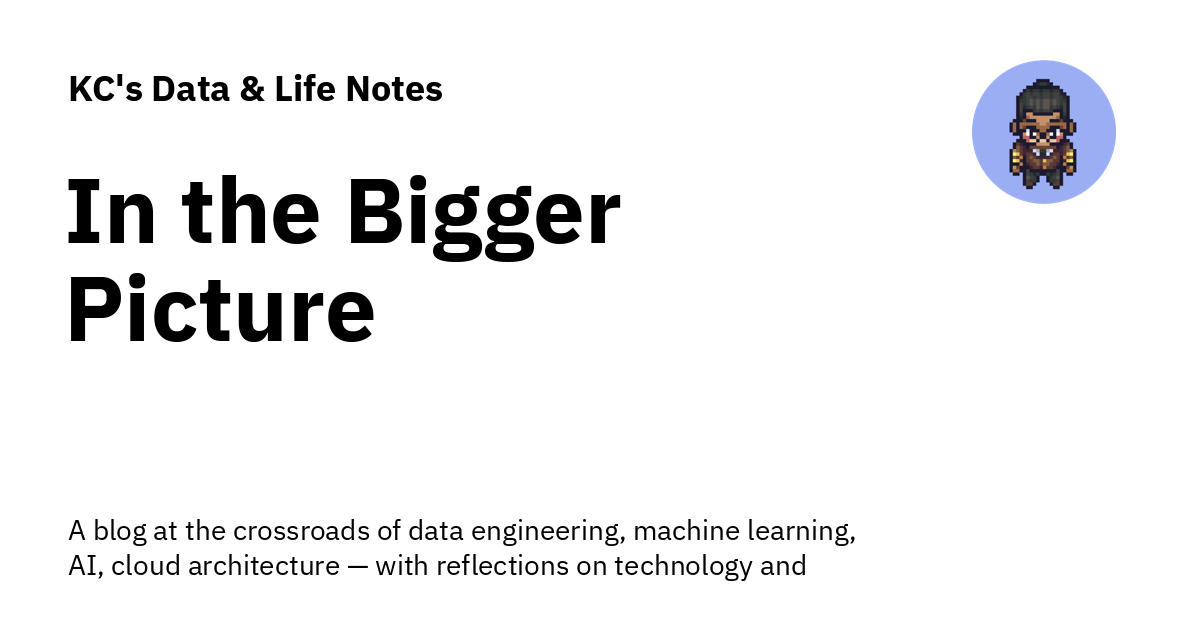 KC's Data & Life Notes
In the Bigger
Picture
A blog at the crossroads of data engineering, machine learning,
AI, cloud architecture — with reflections on technology and